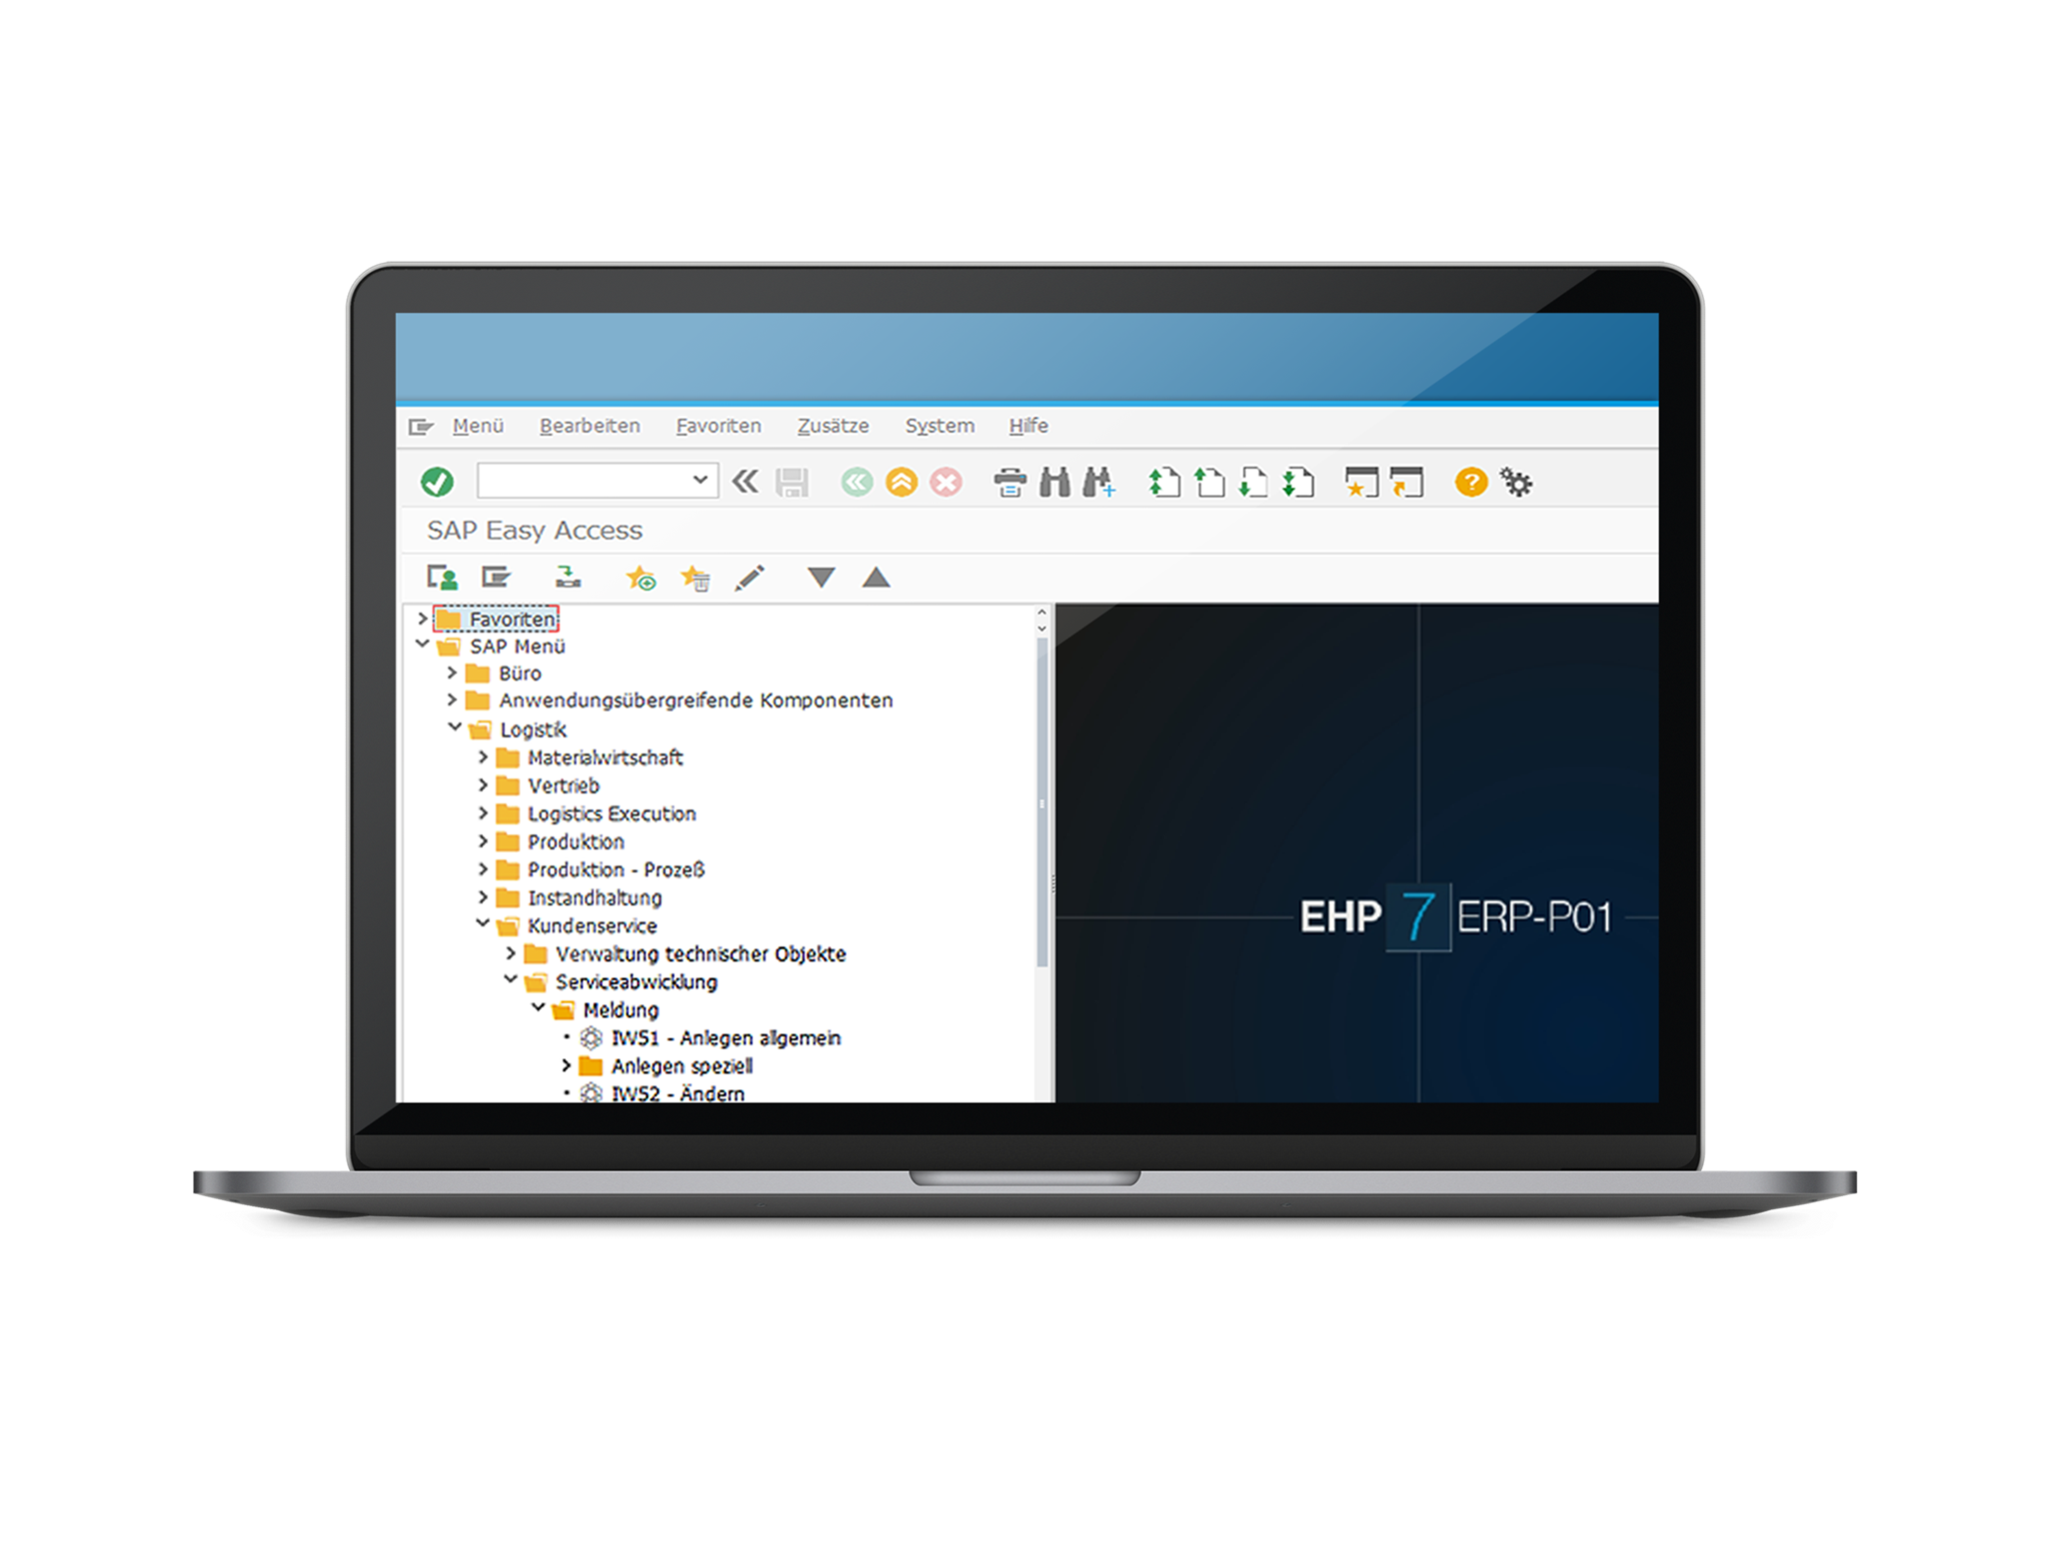 Menü Bearbeiten Favoriten Zusätze System Hilfe
SAP Easy Access
Favoriten
SAP Menü
Büro
Anwendungsübergreifende Komponenten
Logistik
Materialwirtschaft
Vertrieb
Logistics Execution
Produktion
Produktion - Prozeß
Instandhaltung
Kundenservice
Verwaltung technischer Objekte
Serviceabwicklung
Meldung
IW51 - Anlegen allgemein
Anlegen speziell
IW52 - Ändern
EHP 7 ERP-P01